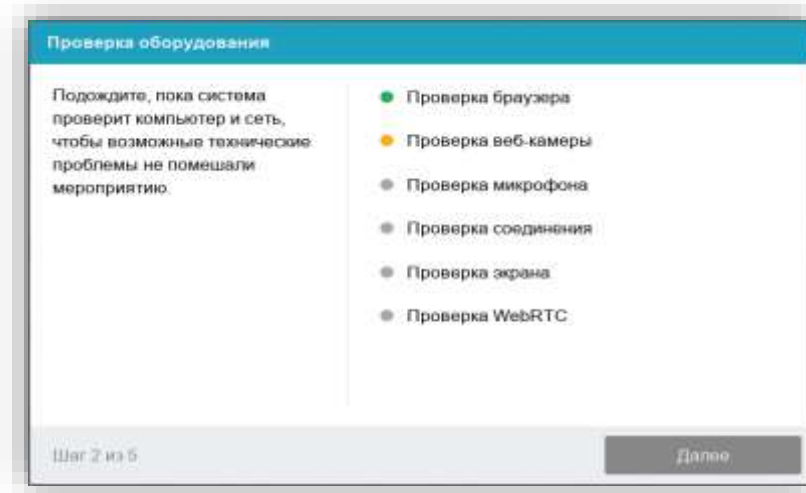 Проверка оборудования
Подождите, пока система
проверит компьютер и сеть,
чтобы возможные технические
проблемы не помешали
мероприятию.
Проверка браузера
Проверка веб-камеры
Проверка микрофона
Проверка соединения
Проверка экрана
Проверка WebRTC
Шаг 2 из 5
Далее